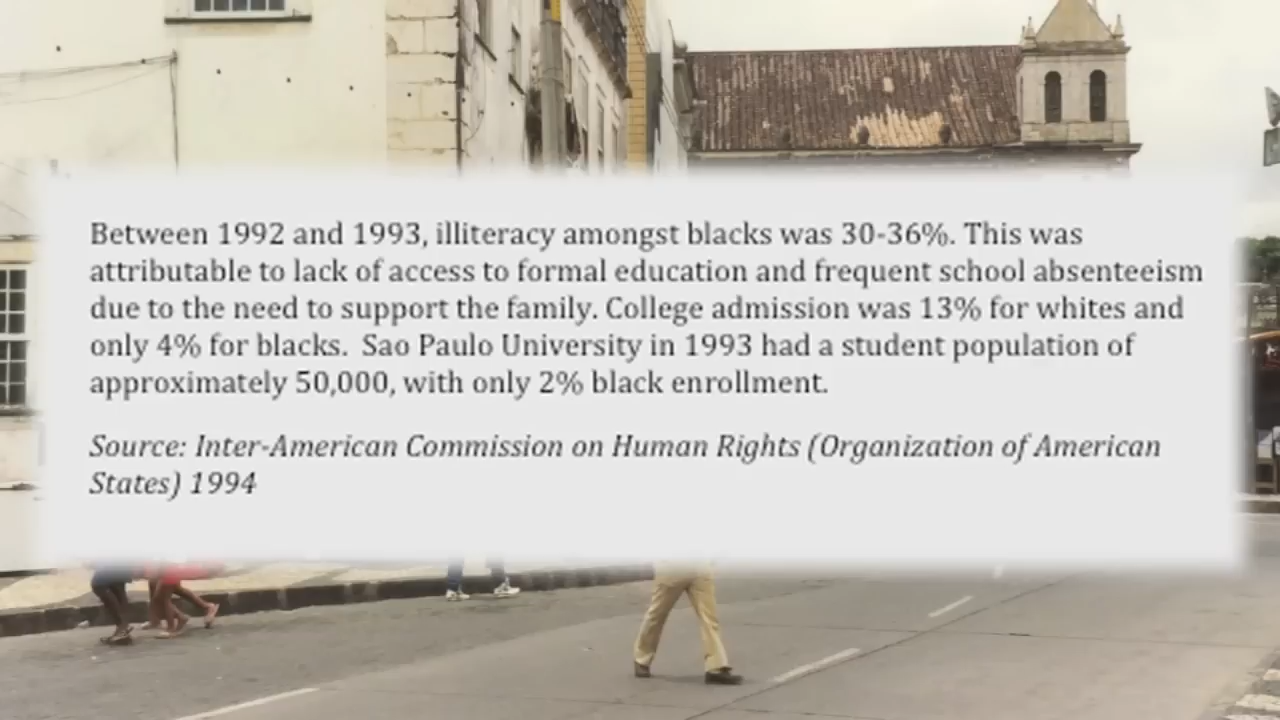 Between 1992 and 1993, illiteracy amongst blacks was 30-36%. This was
attributable to lack of access to formal education and frequent school absenteeism
due to the need to support the family. College admission was 13% for whites and
only 4% for blacks.  Sao Paulo University in 1993 had a student population of
approximately 50,000, with only 2% black enrollment.
Source: Inter-American Commission on Human Rights (Organization of American
States) 1994